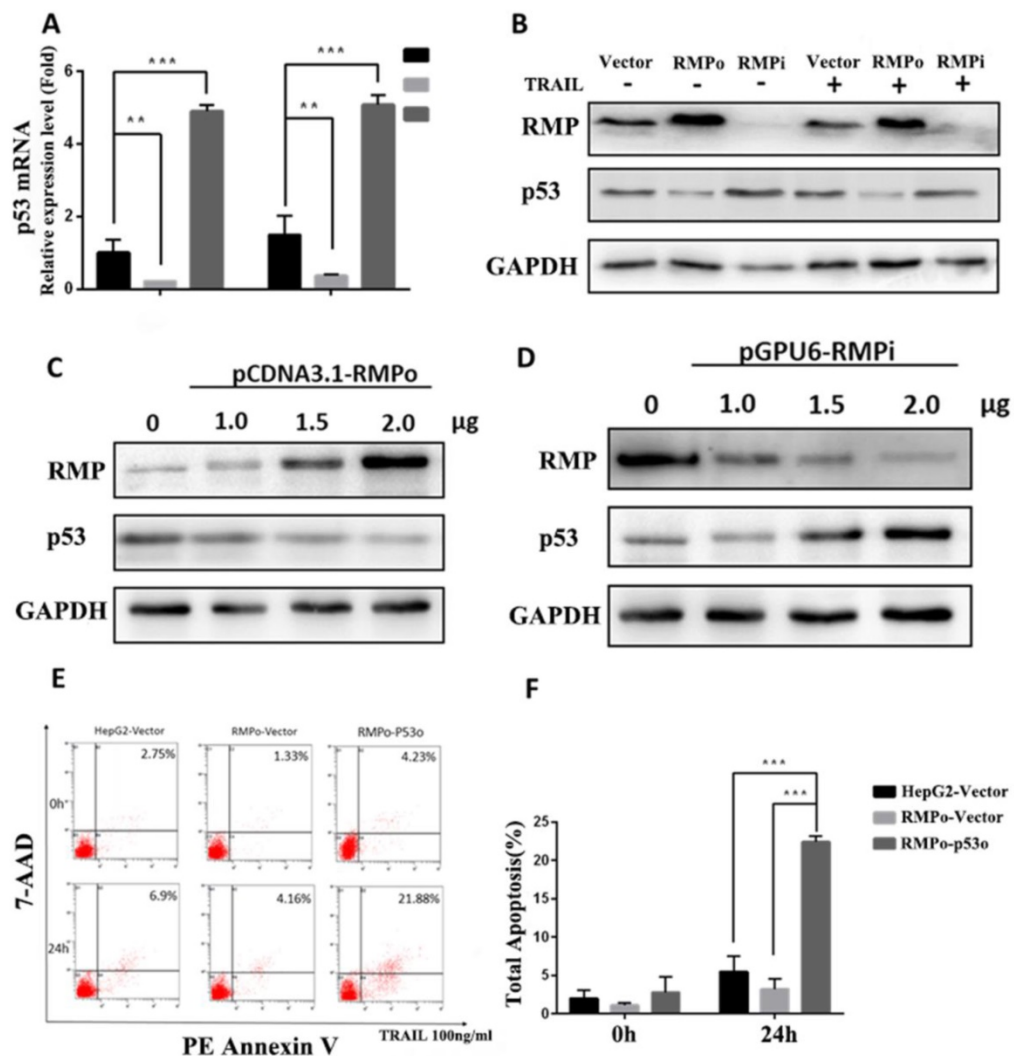 A
p53 mRNA
Relative expression level (Fold)
6
4
2
0
***
**
***
**
B
Vector RMPo RMPi Vector RMPo RMPi
TRAIL - - - + + +
RMP
p53
GAPDH
C
pCDNA3.1-RMPo
0 1.0 1.5 2.0 μg
RMP
p53
GAPDH
D
pGPU6-RMPi
0 1.0 1.5 2.0 μg
RMP
p53
GAPDH
E
HepG2-Vector RMPo-Vector RMPo-P53o
0h
2.75% 1.33% 4.23%
24h
6.9% 4.16% 21.88%
7-AAD
PE Annexin V
TRAIL 100ng/ml
F
Total Apoptosis(%)
25
20
15
10
5
0
***
***
0h 24h
HepG2-Vector
RMPo-Vector
RMPo-p53o